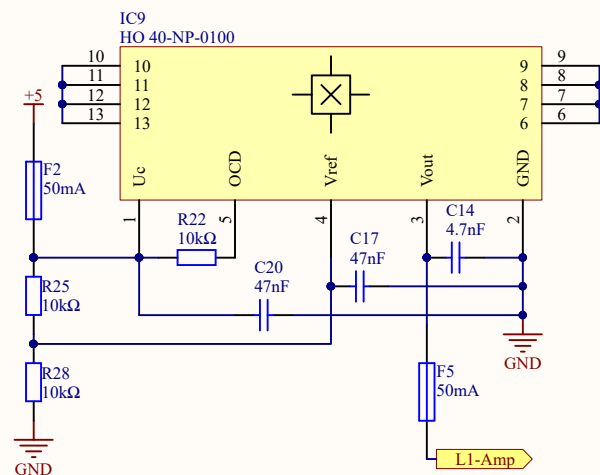 IC9
HO 40-NP-0100
10 10 9 9
11 11 8 8
12 12 7 7
13 13 6 6
+5
Uc OCD Vref Vout GND
1 5 4 3 2
F2
50mA
R22
10kΩ
C14
4.7nF
C17
47nF
C20
47nF
R25
10kΩ
R28
10kΩ
F5
50mA
GND
GND
L1-Amp